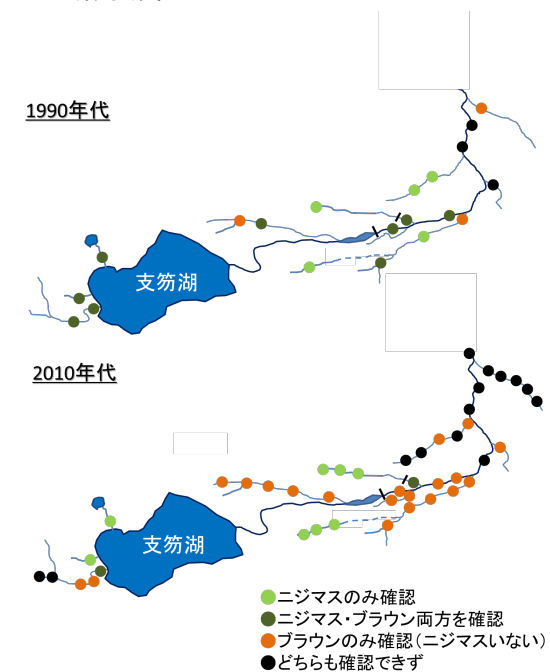 1990年代
支笏湖
2010年代
支笏湖
ニジマスのみ確認
ニジマス・ブラウン両方を確認
ブラウンのみ確認（ニジマスいない）
どちらも確認できず